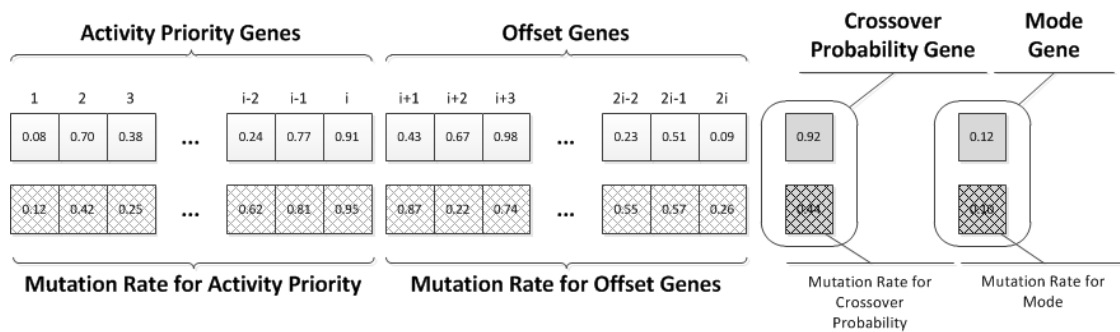 Activity Priority Genes
Offset Genes
Crossover
Probability Gene
Mode
Gene
1 2 3 i-2 i-1 i i+1 i+2 i+3 2i-2 2i-1 2i
0.08 0.70 0.38 ... 0.24 0.77 0.91 0.43 0.67 0.98 ... 0.23 0.51 0.09 0.92 0.12
0.12 0.42 0.25 ... 0.62 0.81 0.95 0.87 0.22 0.74 ... 0.55 0.57 0.26 0.44
Mutation Rate for Activity Priority
Mutation Rate for Offset Genes
Mutation Rate for
Crossover
Probability
Mutation Rate for
Mode